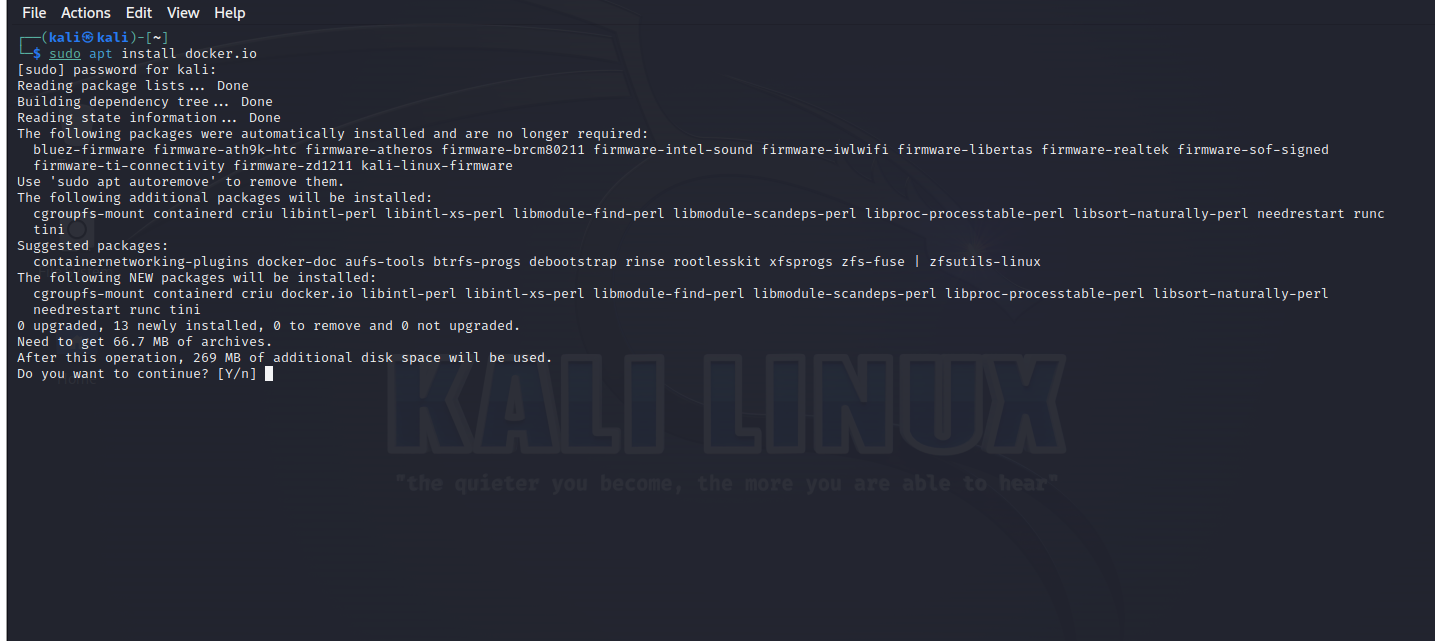 File Actions Edit View Help
┌──(kali㉿kali)-[~]
└─$ sudo apt install docker.io
[sudo] password for kali:
Reading package lists... Done
Building dependency tree... Done
Reading state information... Done
The following packages were automatically installed and are no longer required:
bluez-firmware firmware-ath9k-htc firmware-atheros firmware-brcm80211 firmware-intel-sound firmware-iwlwifi firmware-libertas firmware-realtek firmware-sof-signed
firmware-ti-connectivity firmware-zd1211 kali-linux-firmware
Use 'sudo apt autoremove' to remove them.
The following additional packages will be installed:
cgroupfs-mount containerd criu libintl-perl libintl-xs-perl libmodule-find-perl libmodule-scandeps-perl libproc-processtable-perl libsort-naturally-perl needrestart runc
tini
Suggested packages:
containernetworking-plugins docker-doc aufs-tools btrfs-progs debootstrap rinse rootlesskit xfsprogs zfs-fuse | zfsutils-linux
The following NEW packages will be installed:
cgroupfs-mount containerd criu docker.io libintl-perl libintl-xs-perl libmodule-find-perl libmodule-scandeps-perl libproc-processtable-perl libsort-naturally-perl
needrestart runc tini
0 upgraded, 13 newly installed, 0 to remove and 0 not upgraded.
Need to get 66.7 MB of archives.
After this operation, 269 MB of additional disk space will be used.
Do you want to continue? [Y/n]
KALI LINUX
"the quieter you become, the more you are able to hear"